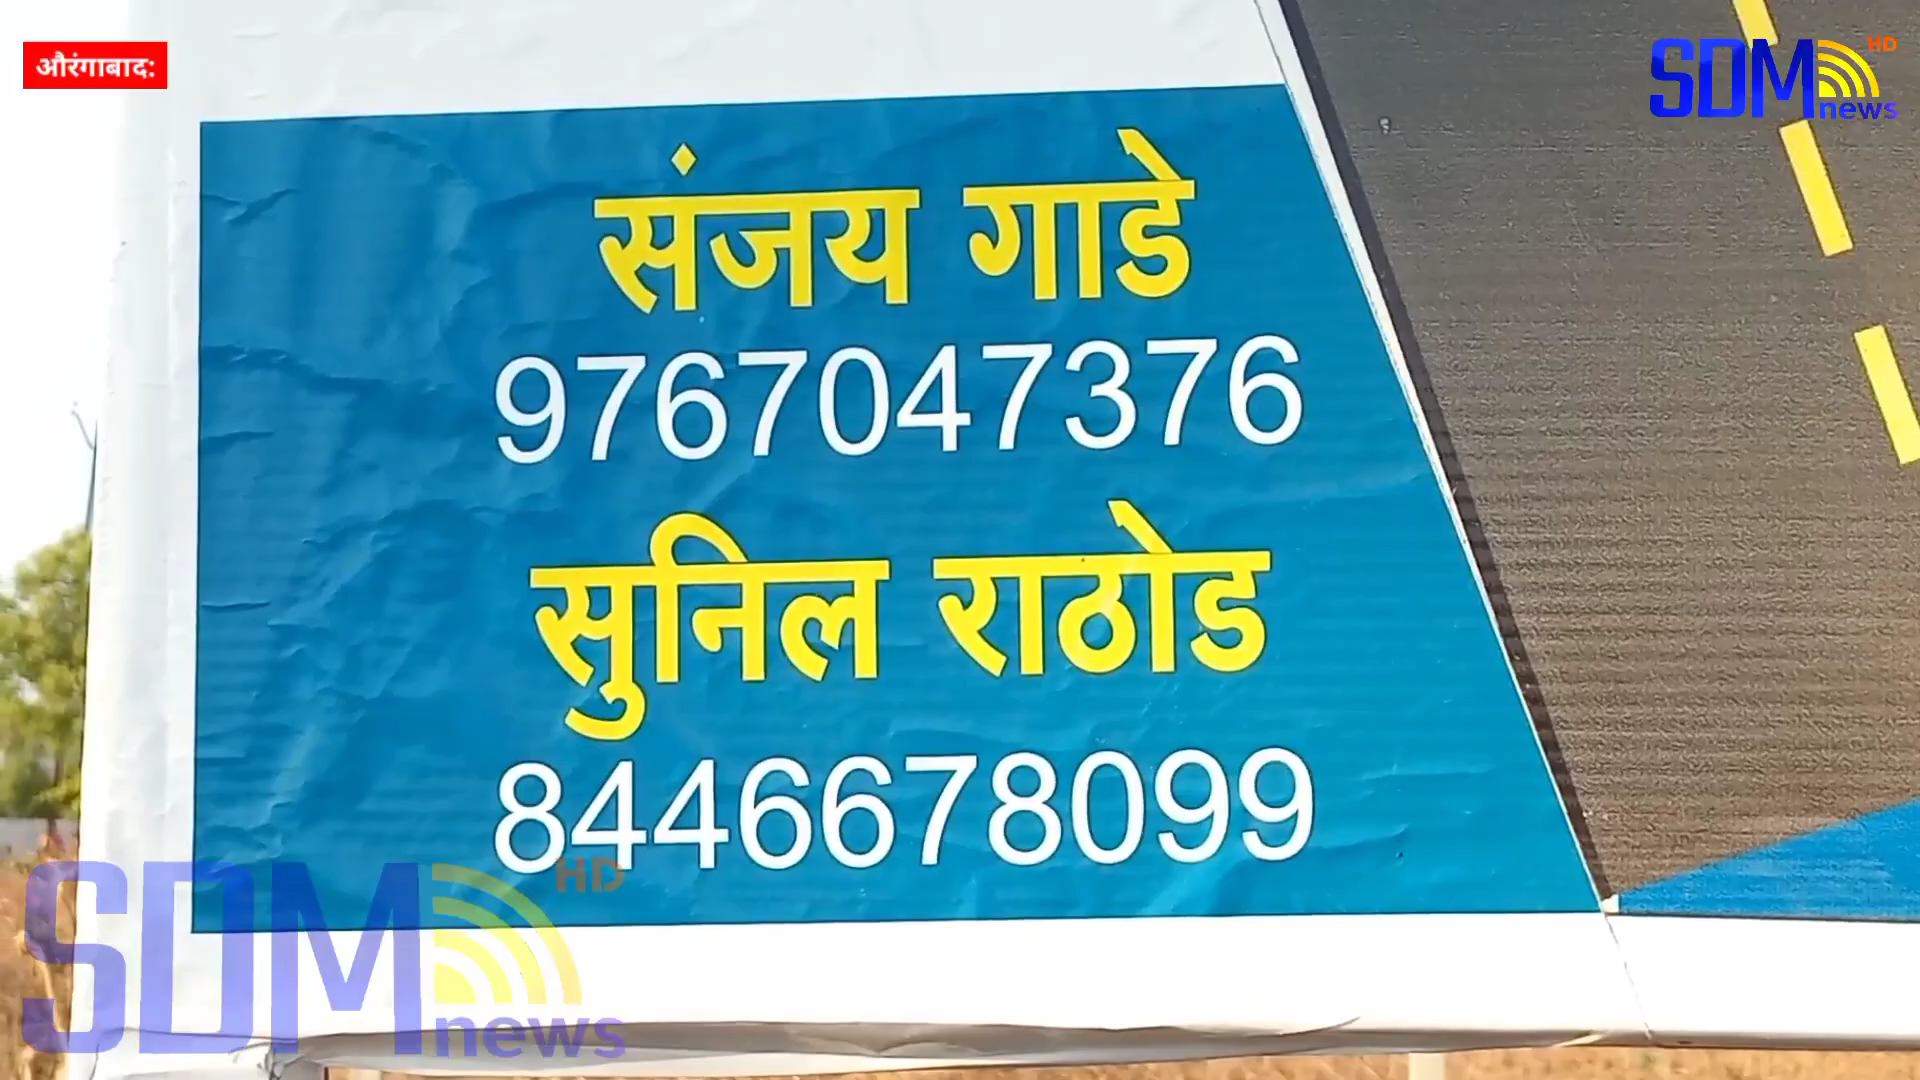 औरंगाबाद:
SDM news HD
संजय गाडे
9767047376
सुनिल राठोड
8446678099
SDM news HD